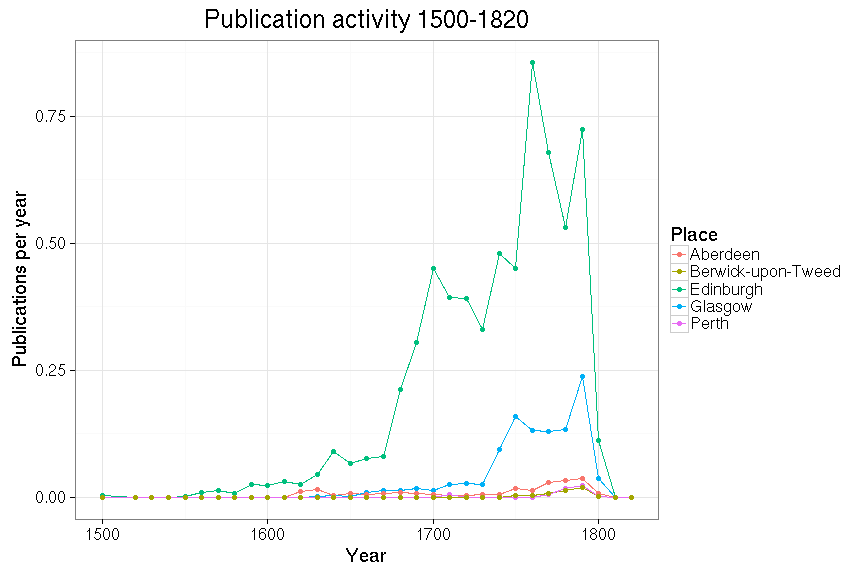 Publication activity 1500-1820
Publications per year
0.75
0.50
0.25
0.00
1500
1600
1700
1800
Year
Place
Aberdeen
Berwick-upon-Tweed
Edinburgh
Glasgow
Perth